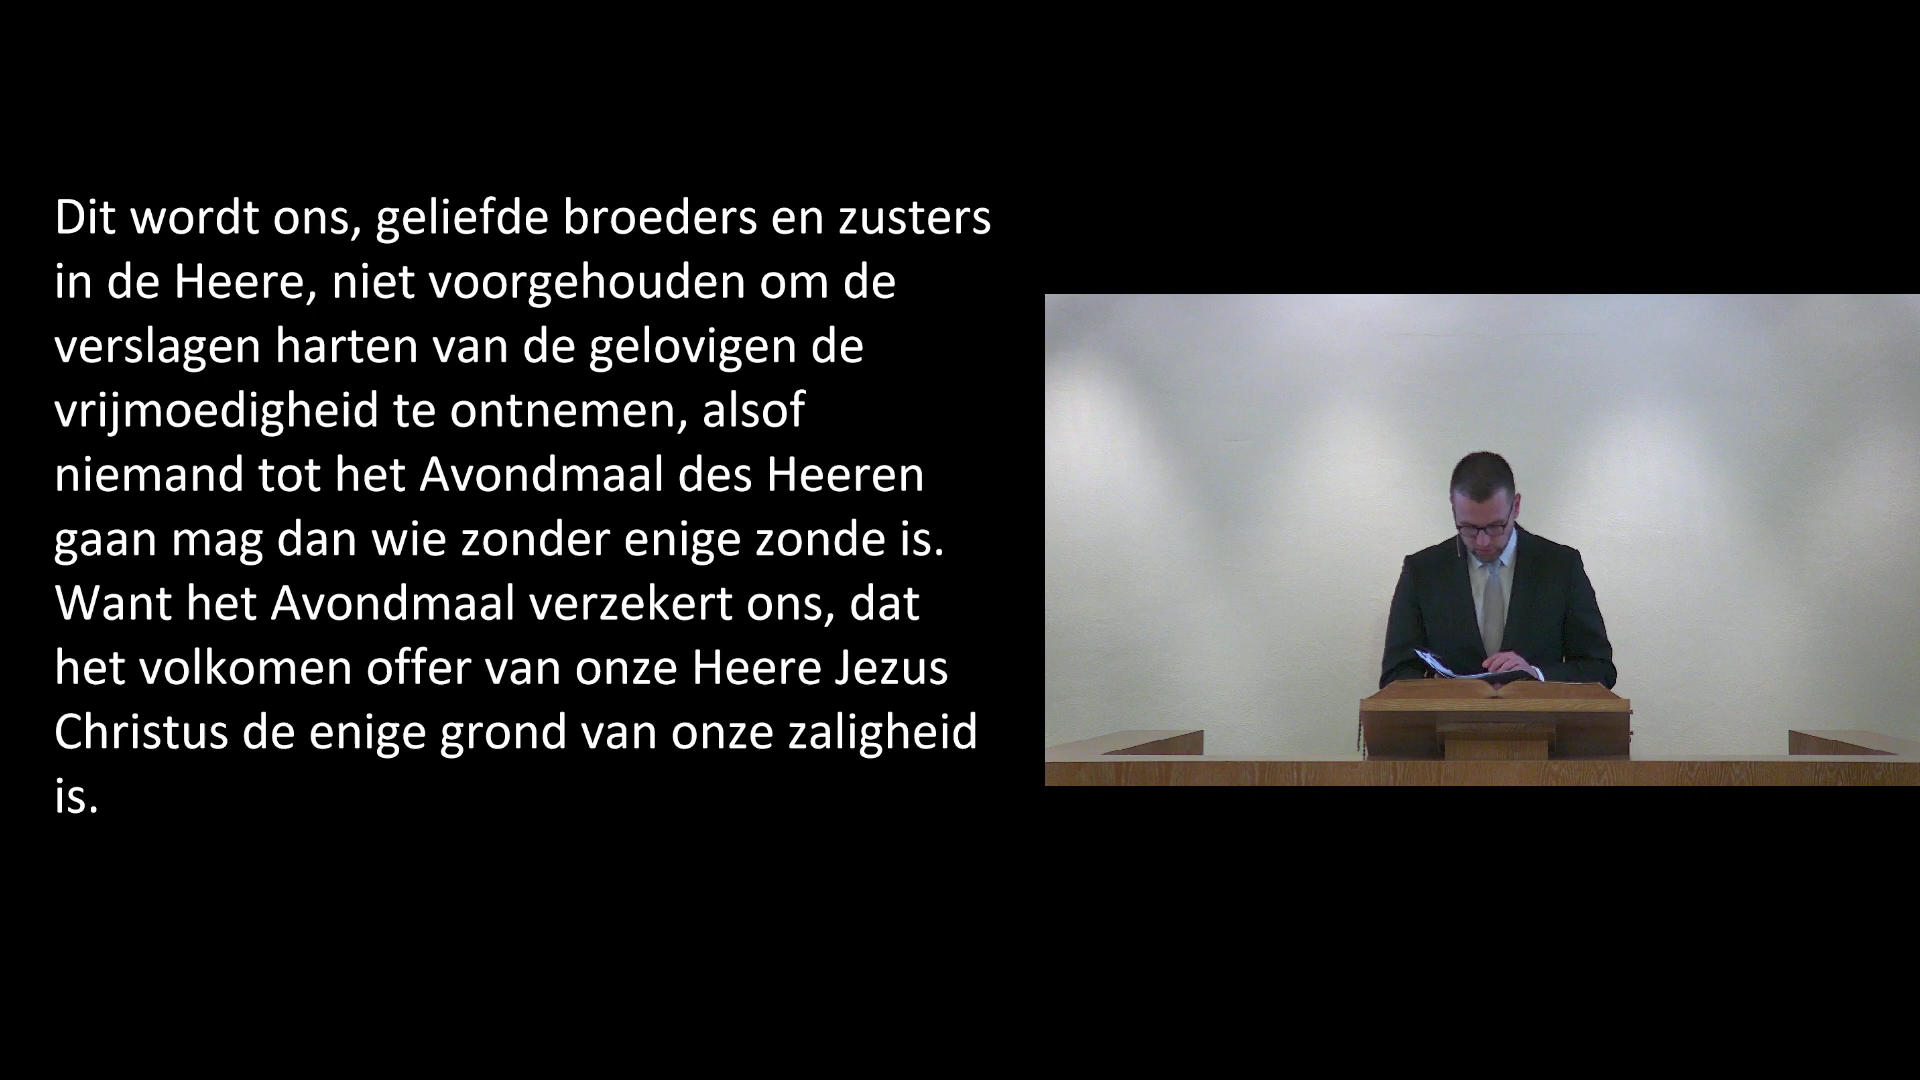 Dit wordt ons, geliefde broeders en zusters
in de Heere, niet voorgehouden om de
verslagen harten van de gelovigen de
vrijmoedigheid te ontnemen, alsof
niemand tot het Avondmaal des Heeren
gaan mag dan wie zonder enige zonde is.
Want het Avondmaal verzekert ons, dat
het volkomen offer van onze Heere Jezus
Christus de enige grond van onze zaligheid
is.